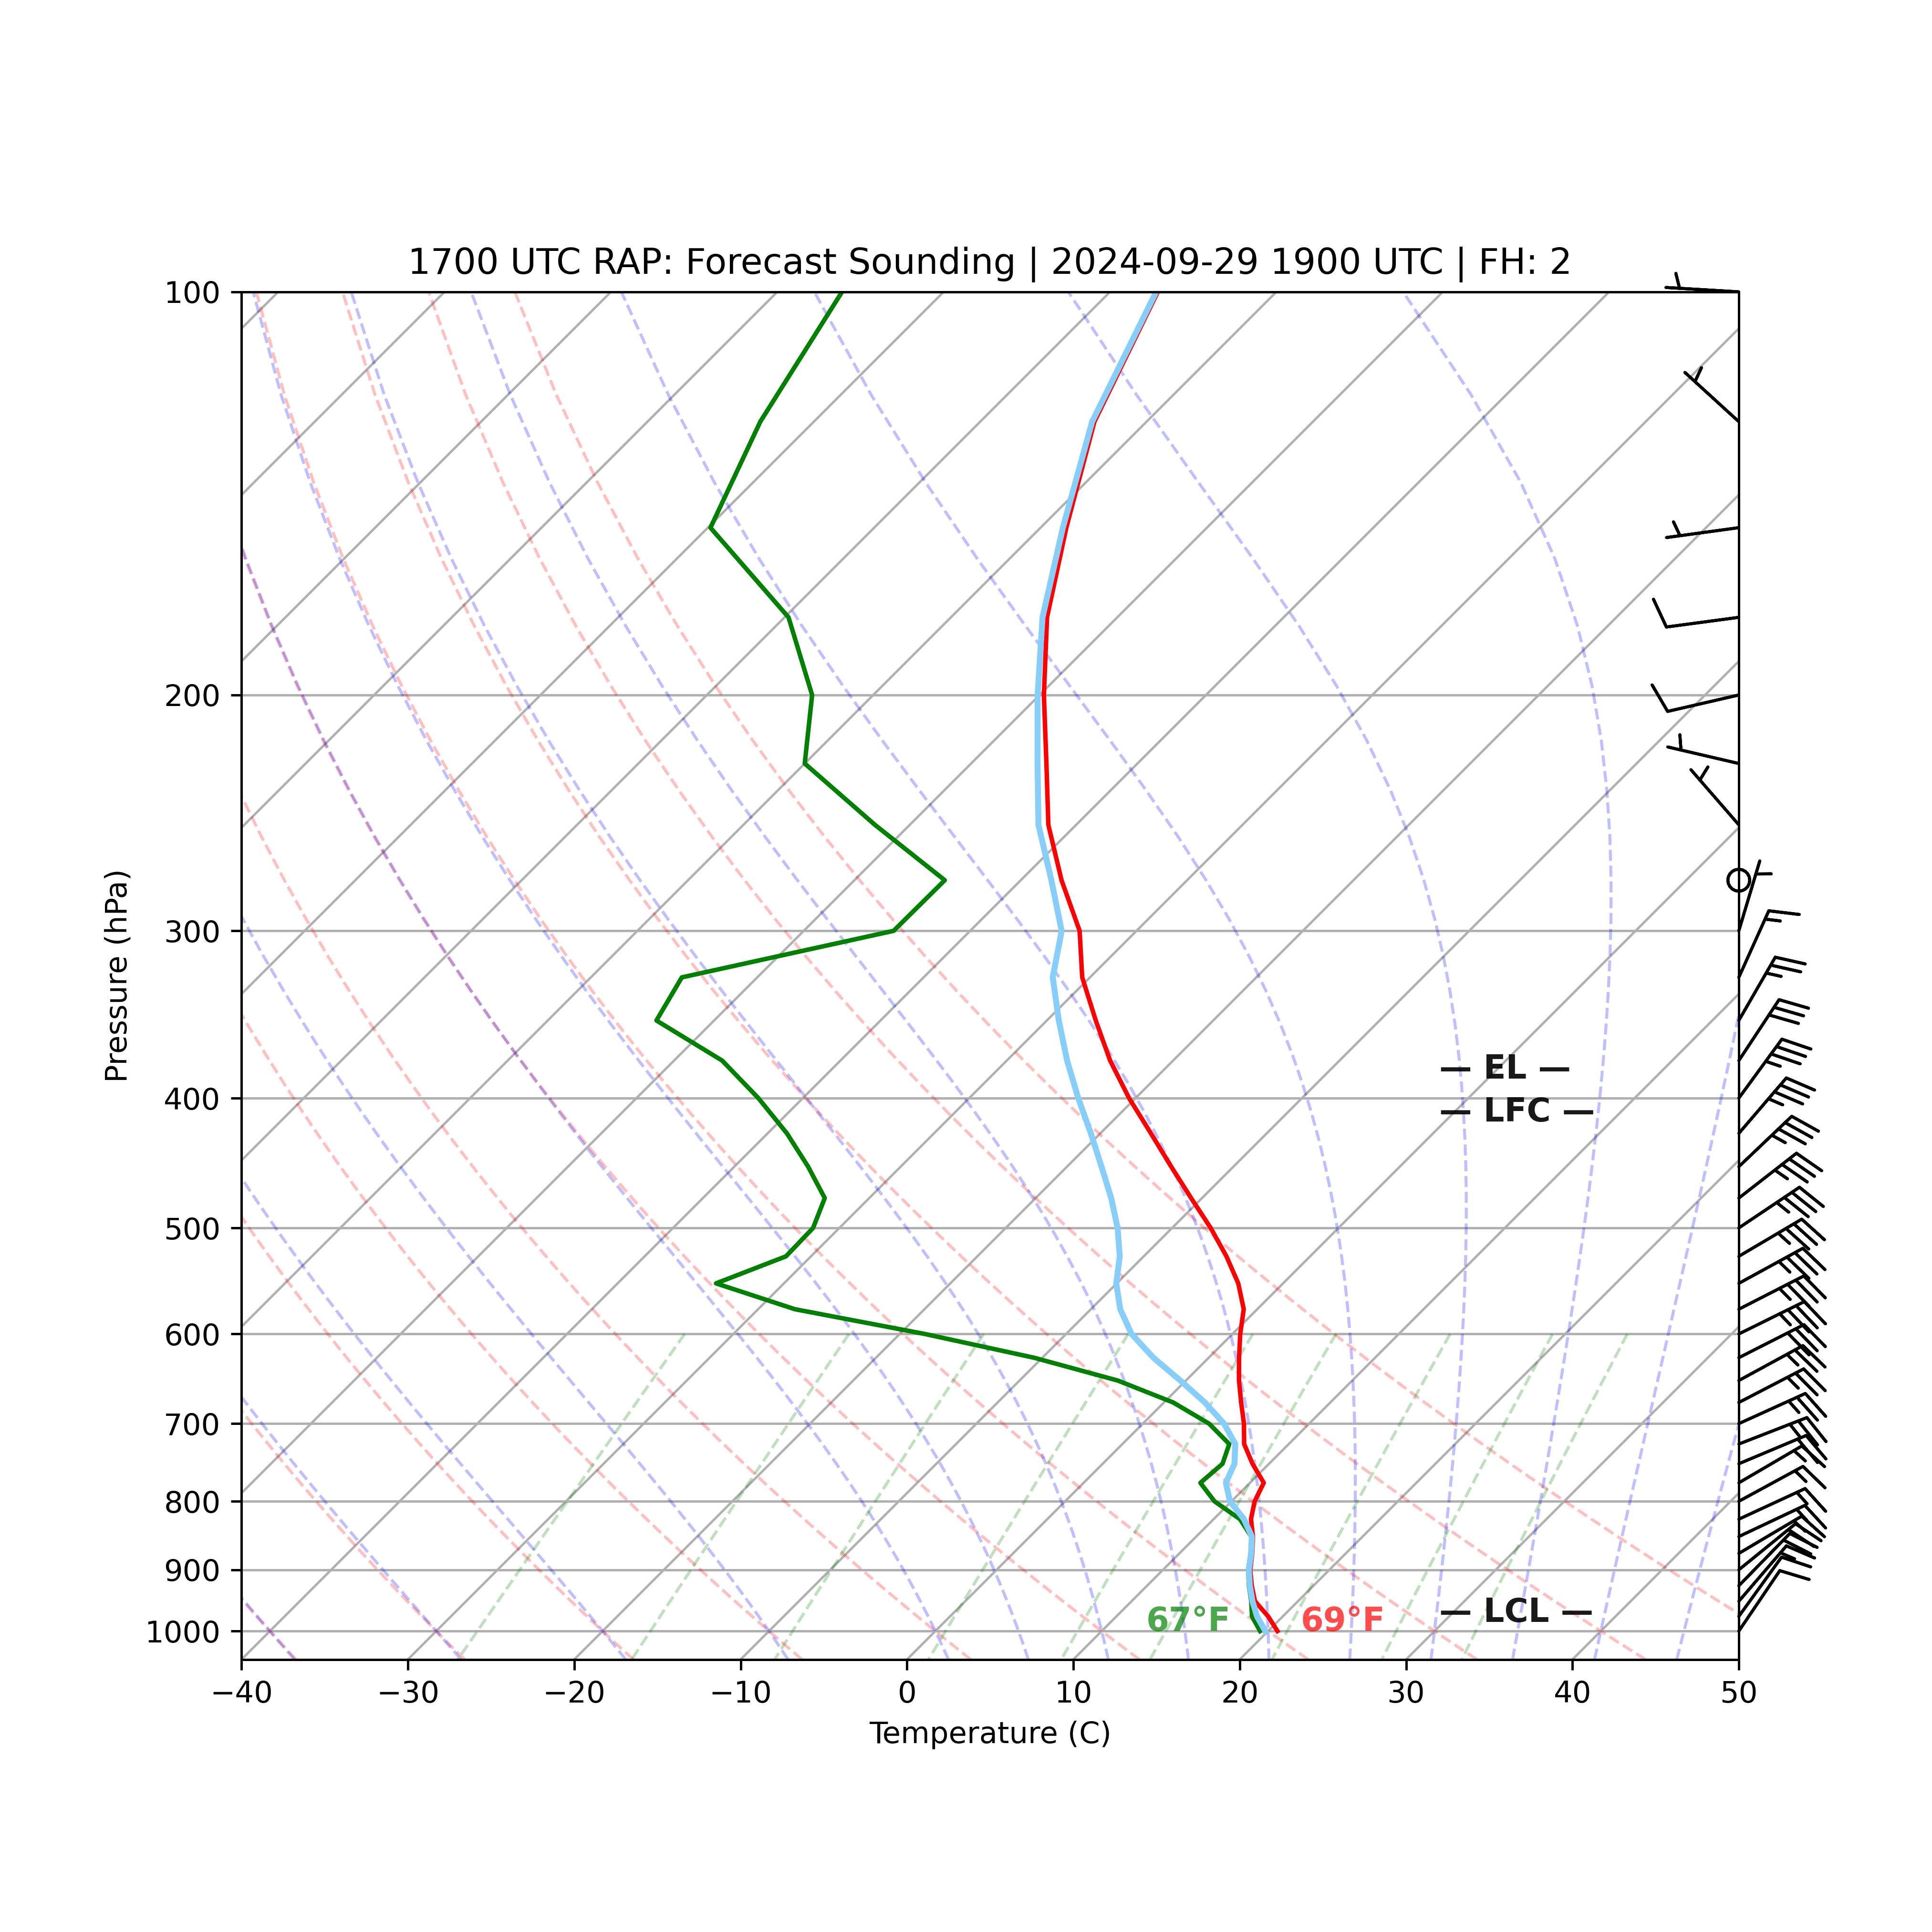 1700 UTC RAP: Forecast Sounding | 2024-09-29 1900 UTC | FH: 2
100
200
300
400
500
600
700
800
900
1000
Pressure (hPa)
— EL —
— LFC —
— LCL —
67°F
69°F
−40
−30
−20
−10
0
10
20
30
40
50
Temperature (C)